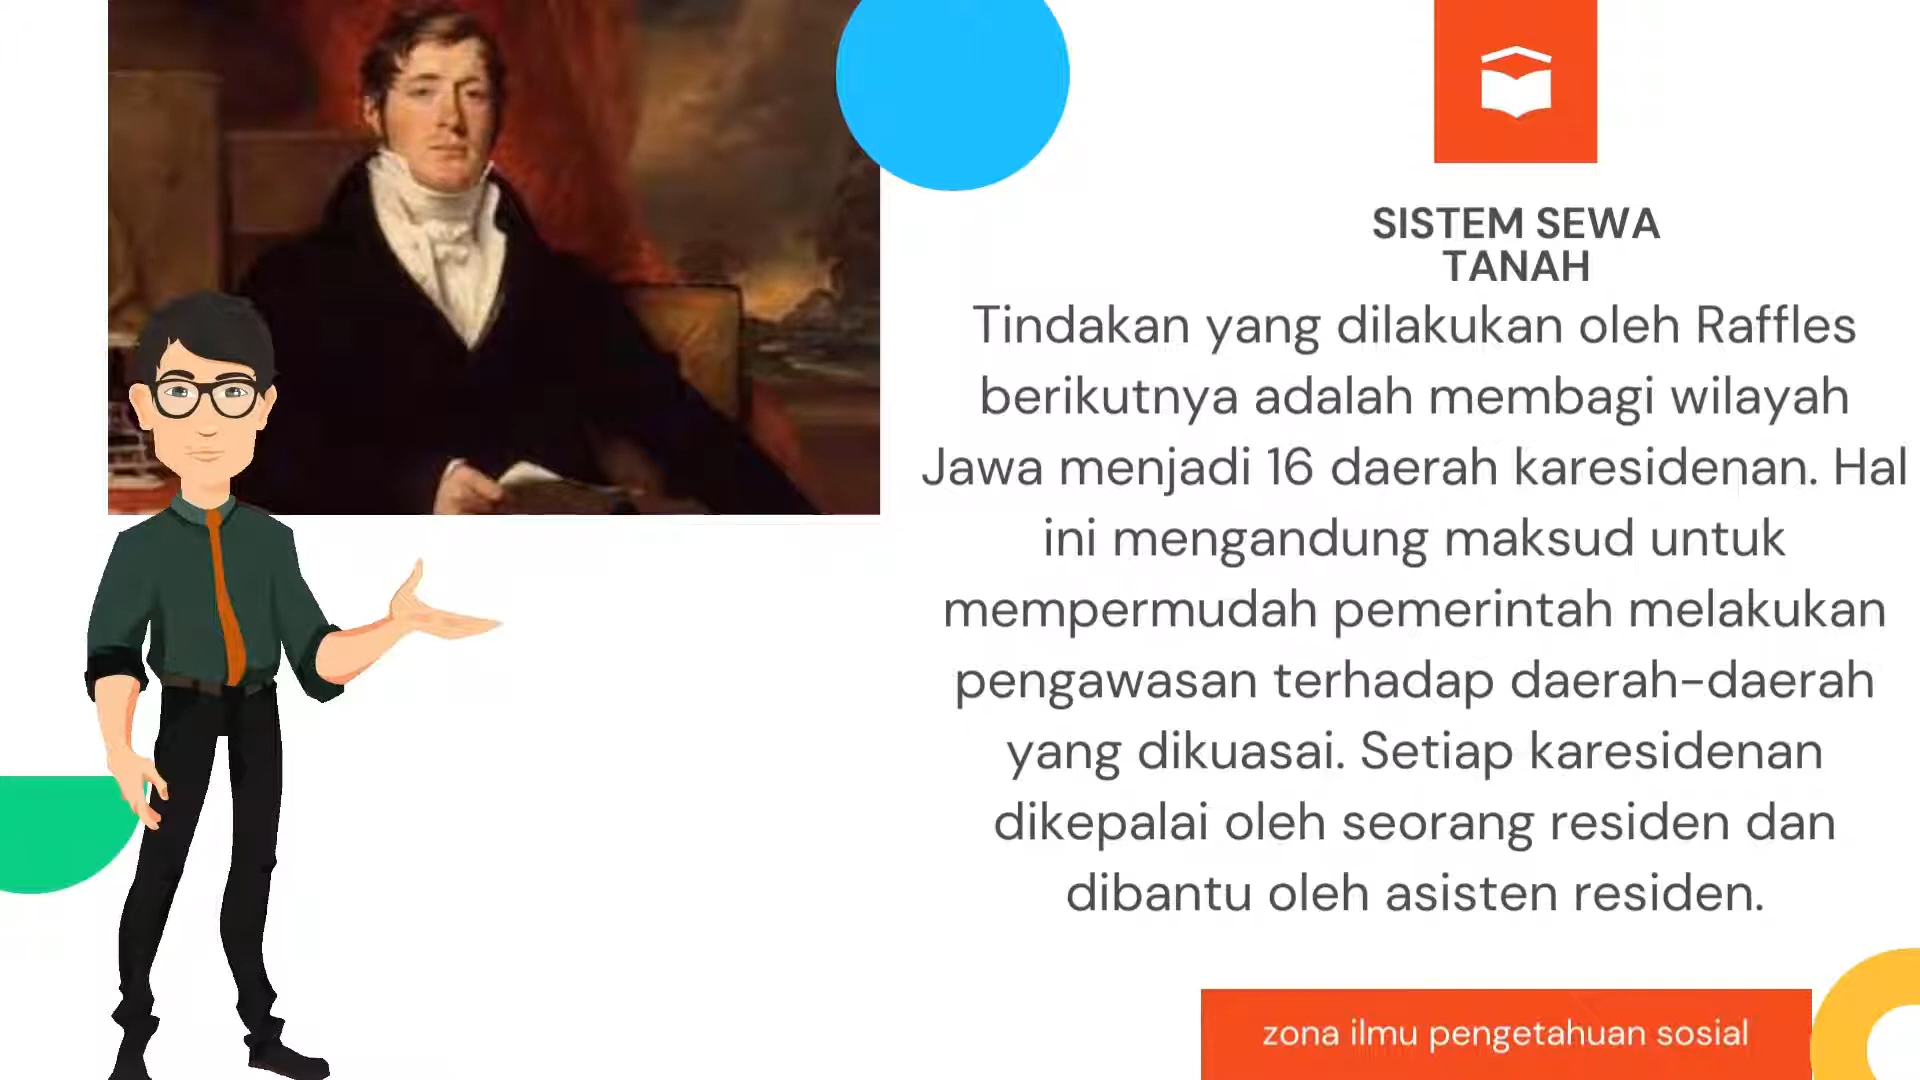 SISTEM SEWA
TANAH
Tindakan yang dilakukan oleh Raffles
berikutnya adalah membagi wilayah
Jawa menjadi 16 daerah karesidenan. Hal
ini mengandung maksud untuk
mempermudah pemerintah melakukan
pengawasan terhadap daerah-daerah
yang dikuasai. Setiap karesidenan
dikepalai oleh seorang residen dan
dibantu oleh asisten residen.
zona ilmu pengetahuan sosial